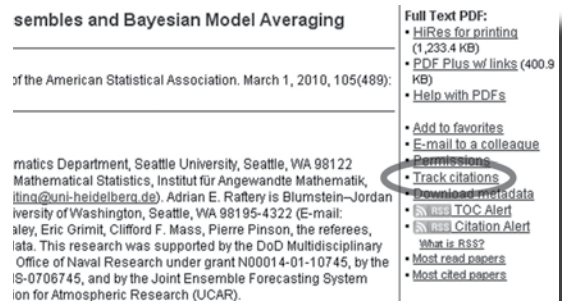 sembles and Bayesian Model Averaging
of the American Statistical Association. March 1, 2010, 105(489):
matics Department, Seattle University, Seattle, WA 98122
Mathematical Statistics, Institut für Angewandte Mathematik,
iting@uni-heidelberg.de). Adrian E. Raftery is Blumstein–Jordan
iversity of Washington, Seattle, WA 98195-4322 (E-mail:
aley, Eric Grimit, Clifford F. Mass, Pierre Pinson, the referees,
lata. This research was supported by the DoD Multidisciplinary
Office of Naval Research under grant N00014-01-10745, by the
IS-0706745, and by the Joint Ensemble Forecasting System
ion for Atmospheric Research (UCAR).
Full Text PDF:
▪ HiRes for printing
(1,233.4 KB)
▪ PDF Plus w/ links (400.9
KB)
▪ Help with PDFs
▪ Add to favorites
▪ E-mail to a colleague
▪ Permissions
▪ Track citations
▪ Download metadata
▪ RSS TOC Alert
▪ RSS Citation Alert
What is RSS?
▪ Most read papers
▪ Most cited papers